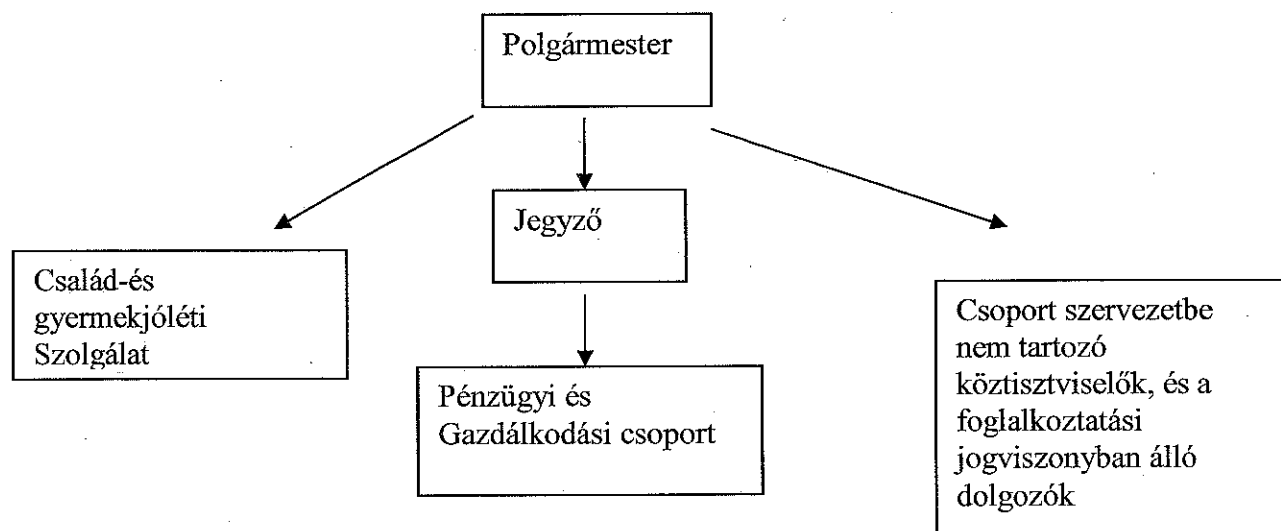 Polgármester
Jegyző
Család-és
gyermekjóléti
Szolgálat
Pénzügyi és
Gazdálkodási csoport
Csoport szervezetbe
nem tartozó
köztisztviselők, és a
foglalkoztatási
jogviszonyban álló
dolgozók